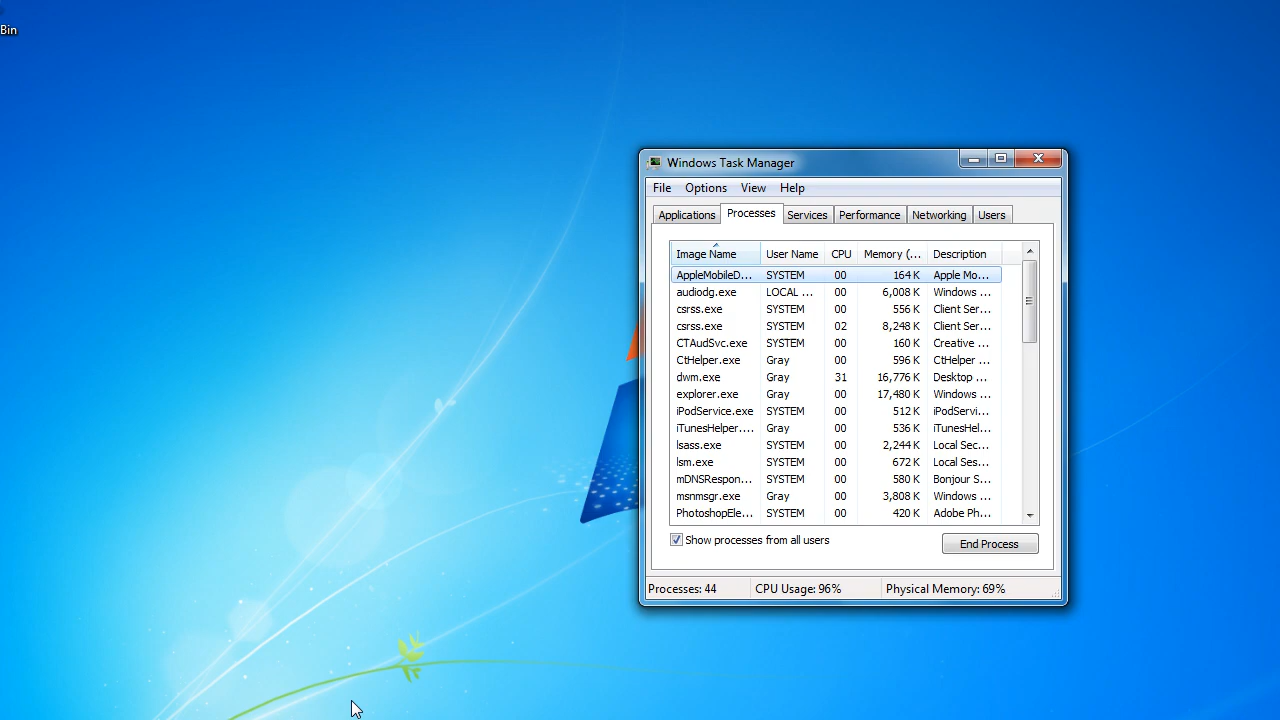 Bin
Windows Task Manager
File Options View Help
Applications Processes Services Performance Networking Users
Image Name User Name CPU Memory (... Description
AppleMobileD... SYSTEM 00 164 K Apple Mo...
audiodg.exe LOCAL ... 00 6,008 K Windows ...
csrss.exe SYSTEM 00 556 K Client Ser...
csrss.exe SYSTEM 02 8,248 K Client Ser...
CTAudSvc.exe SYSTEM 00 160 K Creative ...
CtHelper.exe Gray 00 596 K CtHelper ...
dwm.exe Gray 31 16,776 K Desktop ...
explorer.exe Gray 00 17,480 K Windows ...
iPodService.exe SYSTEM 00 512 K iPodServi...
iTunesHelper.... Gray 00 536 K iTunesHel...
lsass.exe SYSTEM 00 2,244 K Local Sec...
lsm.exe SYSTEM 00 672 K Local Ses...
mDNSRespon... SYSTEM 00 580 K Bonjour S...
msnmsgr.exe Gray 00 3,808 K Windows ...
PhotoshopEle... SYSTEM 00 420 K Adobe Ph...
Show processes from all users
End Process
Processes: 44 CPU Usage: 96% Physical Memory: 69%